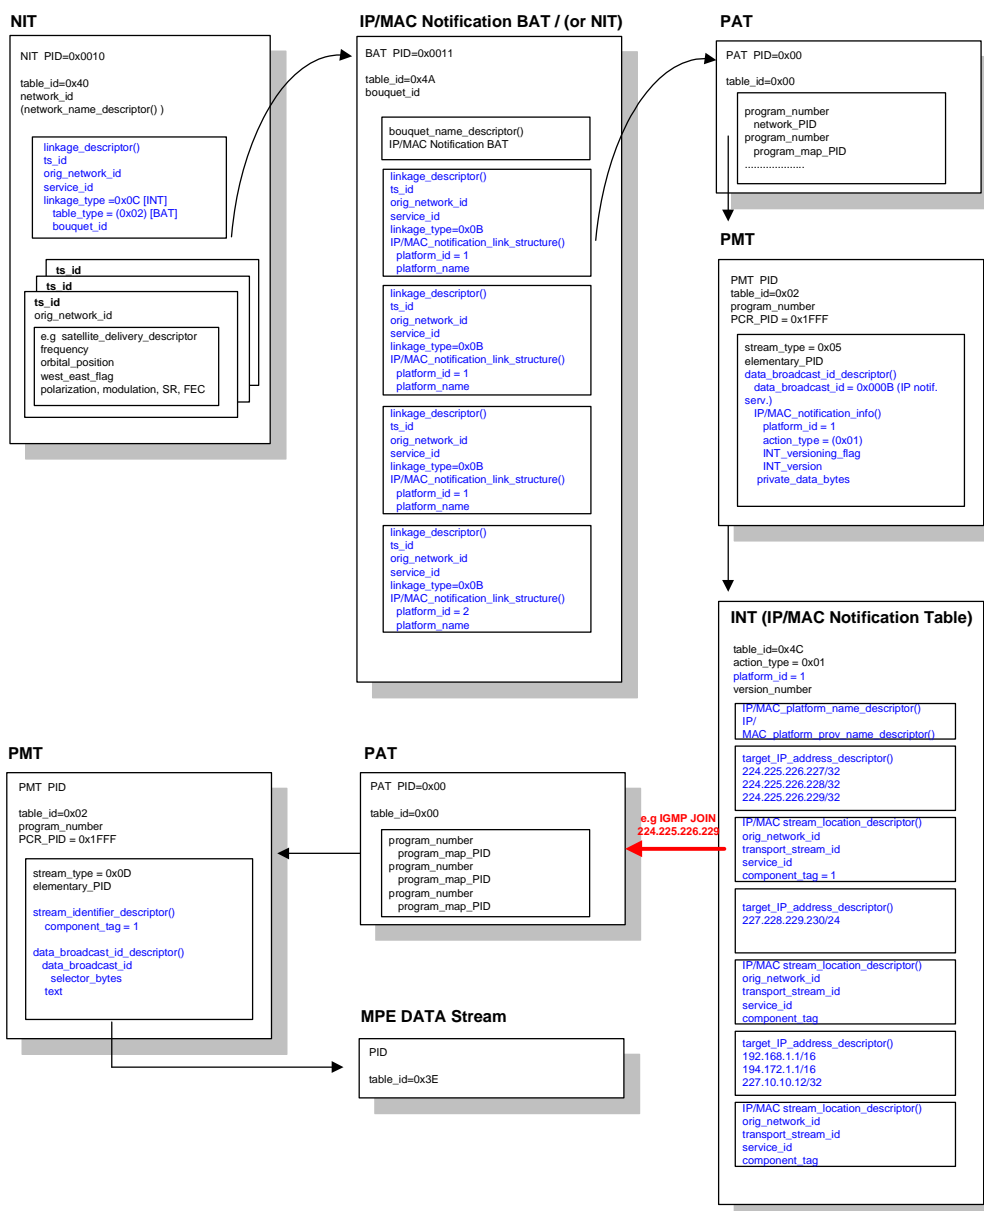 NIT
NIT PID=0x0010
table_id=0x40
network_id
(network_name_descriptor() )
linkage_descriptor()
ts_id
orig_network_id
service_id
linkage_type =0x0C [INT]
table_type = (0x02) [BAT]
bouquet_id
ts_id
ts_id
ts_id
orig_network_id
e.g satellite_delivery_descriptor
frequency
orbital_position
west_east_flag
polarization, modulation, SR, FEC
IP/MAC Notification BAT / (or NIT)
BAT PID=0x0011
table_id=0x4A
bouquet_id
bouquet_name_descriptor()
IP/MAC Notification BAT
linkage_descriptor()
ts_id
orig_network_id
service_id
linkage_type=0x0B
IP/MAC_notification_link_structure()
platform_id = 1
platform_name
linkage_descriptor()
ts_id
orig_network_id
service_id
linkage_type=0x0B
IP/MAC_notification_link_structure()
platform_id = 1
platform_name
linkage_descriptor()
ts_id
orig_network_id
service_id
linkage_type=0x0B
IP/MAC_notification_link_structure()
platform_id = 1
platform_name
linkage_descriptor()
ts_id
orig_network_id
service_id
linkage_type=0x0B
IP/MAC_notification_link_structure()
platform_id = 2
platform_name
PAT
PAT PID=0x00
table_id=0x00
program_number
network_PID
program_number
program_map_PID
....................
PMT
PMT PID
table_id=0x02
program_number
PCR_PID = 0x1FFF
stream_type = 0x05
elementary_PID
data_broadcast_id_descriptor()
data_broadcast_id = 0x000B (IP notif.
serv.)
IP/MAC_notification_info()
platform_id = 1
action_type = (0x01)
INT_versioning_flag
INT_version
private_data_bytes
INT (IP/MAC Notification Table)
table_id=0x4C
action_type = 0x01
platform_id = 1
version_number
IP/MAC_platform_name_descriptor()
IP/
MAC_platform_prov_name_descriptor()
target_IP_address_descriptor()
224.225.226.227/32
224.225.226.228/32
224.225.226.229/32
IP/MAC stream_location_descriptor()
orig_network_id
transport_stream_id
service_id
component_tag = 1
target_IP_address_descriptor()
227.228.229.230/24
IP/MAC stream_location_descriptor()
orig_network_id
transport_stream_id
service_id
component_tag
target_IP_address_descriptor()
192.168.1.1/16
194.172.1.1/16
227.10.10.12/32
IP/MAC stream_location_descriptor()
orig_network_id
transport_stream_id
service_id
component_tag
e.g IGMP JOIN
224.225.226.229
PAT
PAT PID=0x00
table_id=0x00
program_number
program_map_PID
program_number
program_map_PID
program_number
program_map_PID
PMT
PMT PID
table_id=0x02
program_number
PCR_PID = 0x1FFF
stream_type = 0x0D
elementary_PID
stream_identifier_descriptor()
component_tag = 1
data_broadcast_id_descriptor()
data_broadcast_id
selector_bytes
text
MPE DATA Stream
PID
table_id=0x3E